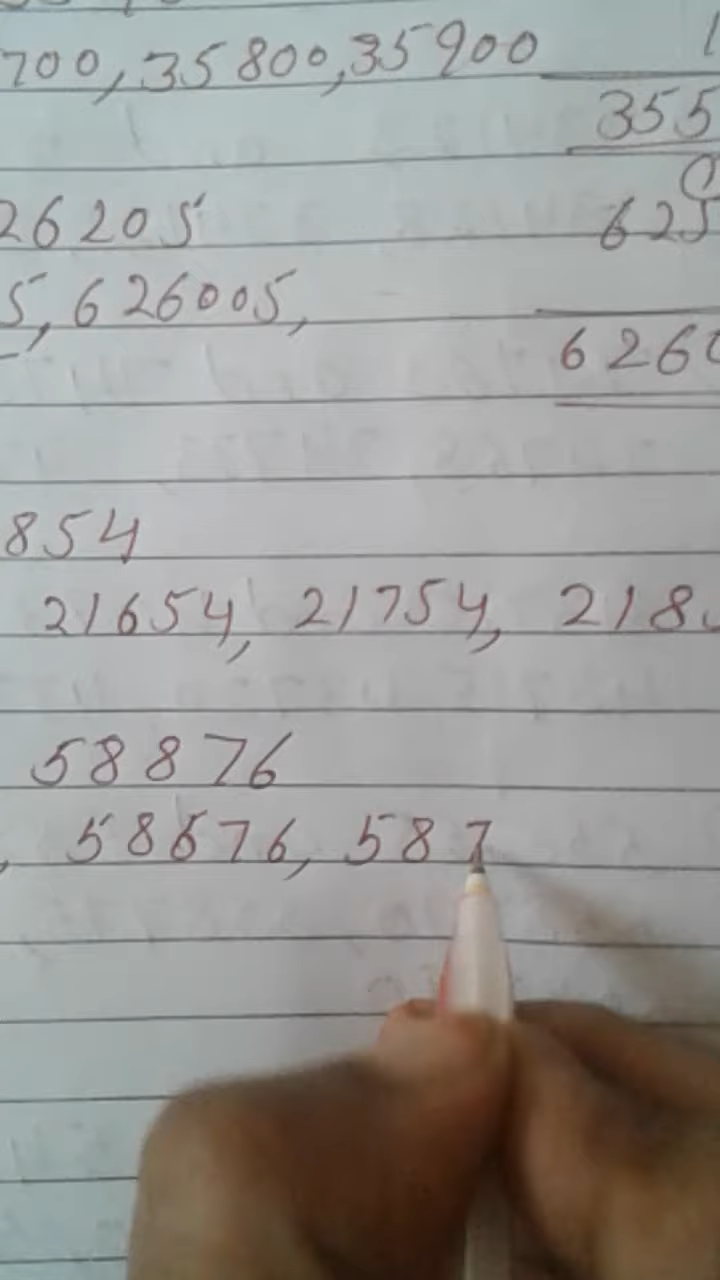 700, 35800, 35900
355
26205
625
5, 626005,
626
854
21654, 21754, 218
58876
, 58676, 587